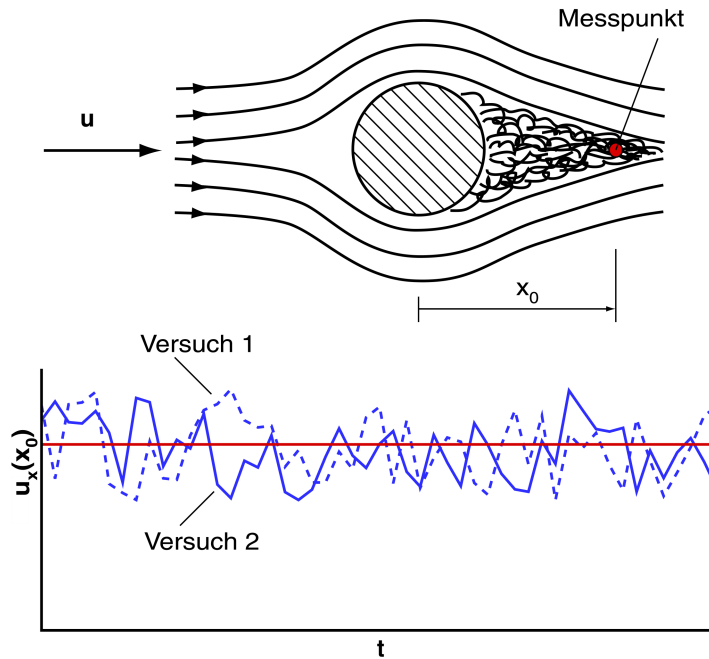 Messpunkt
u
x₀
Versuch 1
uₓ(x₀)
Versuch 2
t